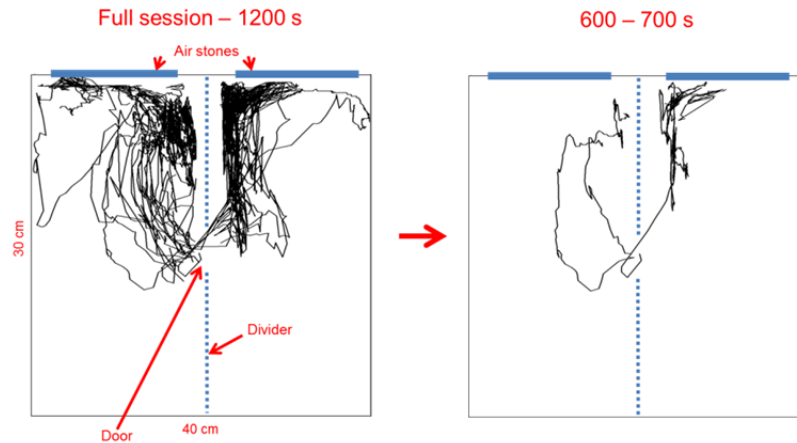 Full session – 1200 s
600 – 700 s
Air stones
30 cm
Divider
Door
40 cm